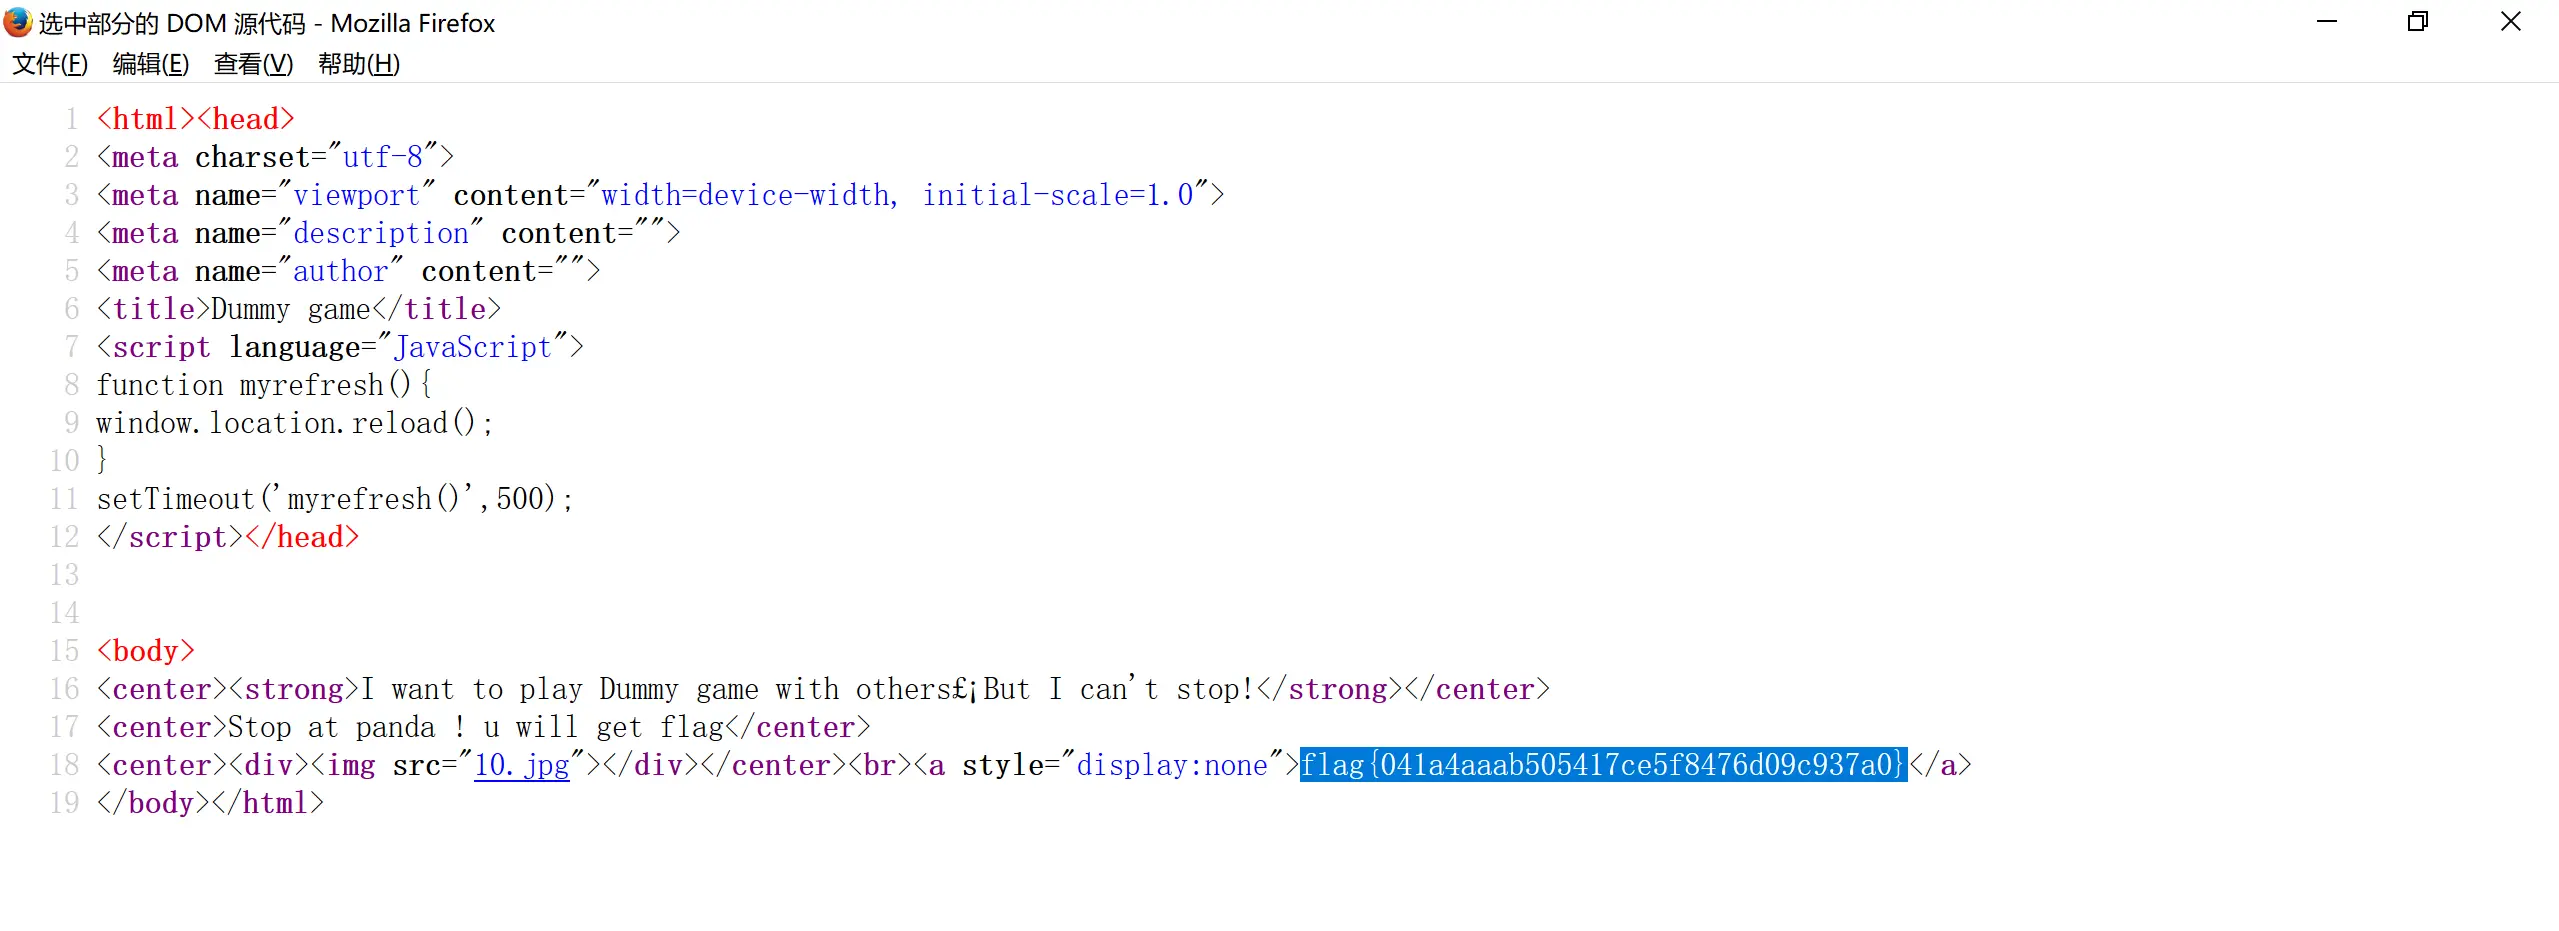 选中部分的 DOM 源代码 - Mozilla Firefox
文件(F) 编辑(E) 查看(V) 帮助(H)
1 <html><head>
2 <meta charset="utf-8">
3 <meta name="viewport" content="width=device-width, initial-scale=1.0">
4 <meta name="description" content="">
5 <meta name="author" content="">
6 <title>Dummy game</title>
7 <script language="JavaScript">
8 function myrefresh(){
9 window.location.reload();
10 }
11 setTimeout('myrefresh()',500);
12 </script></head>
13
14
15 <body>
16 <center><strong>I want to play Dummy game with others£¡But I can't stop!</strong></center>
17 <center>Stop at panda ! u will get flag</center>
18 <center><div><img src="10.jpg"></div></center><br><a style="display:none">flag{041a4aaab505417ce5f8476d09c937a0}</a>
19 </body></html>